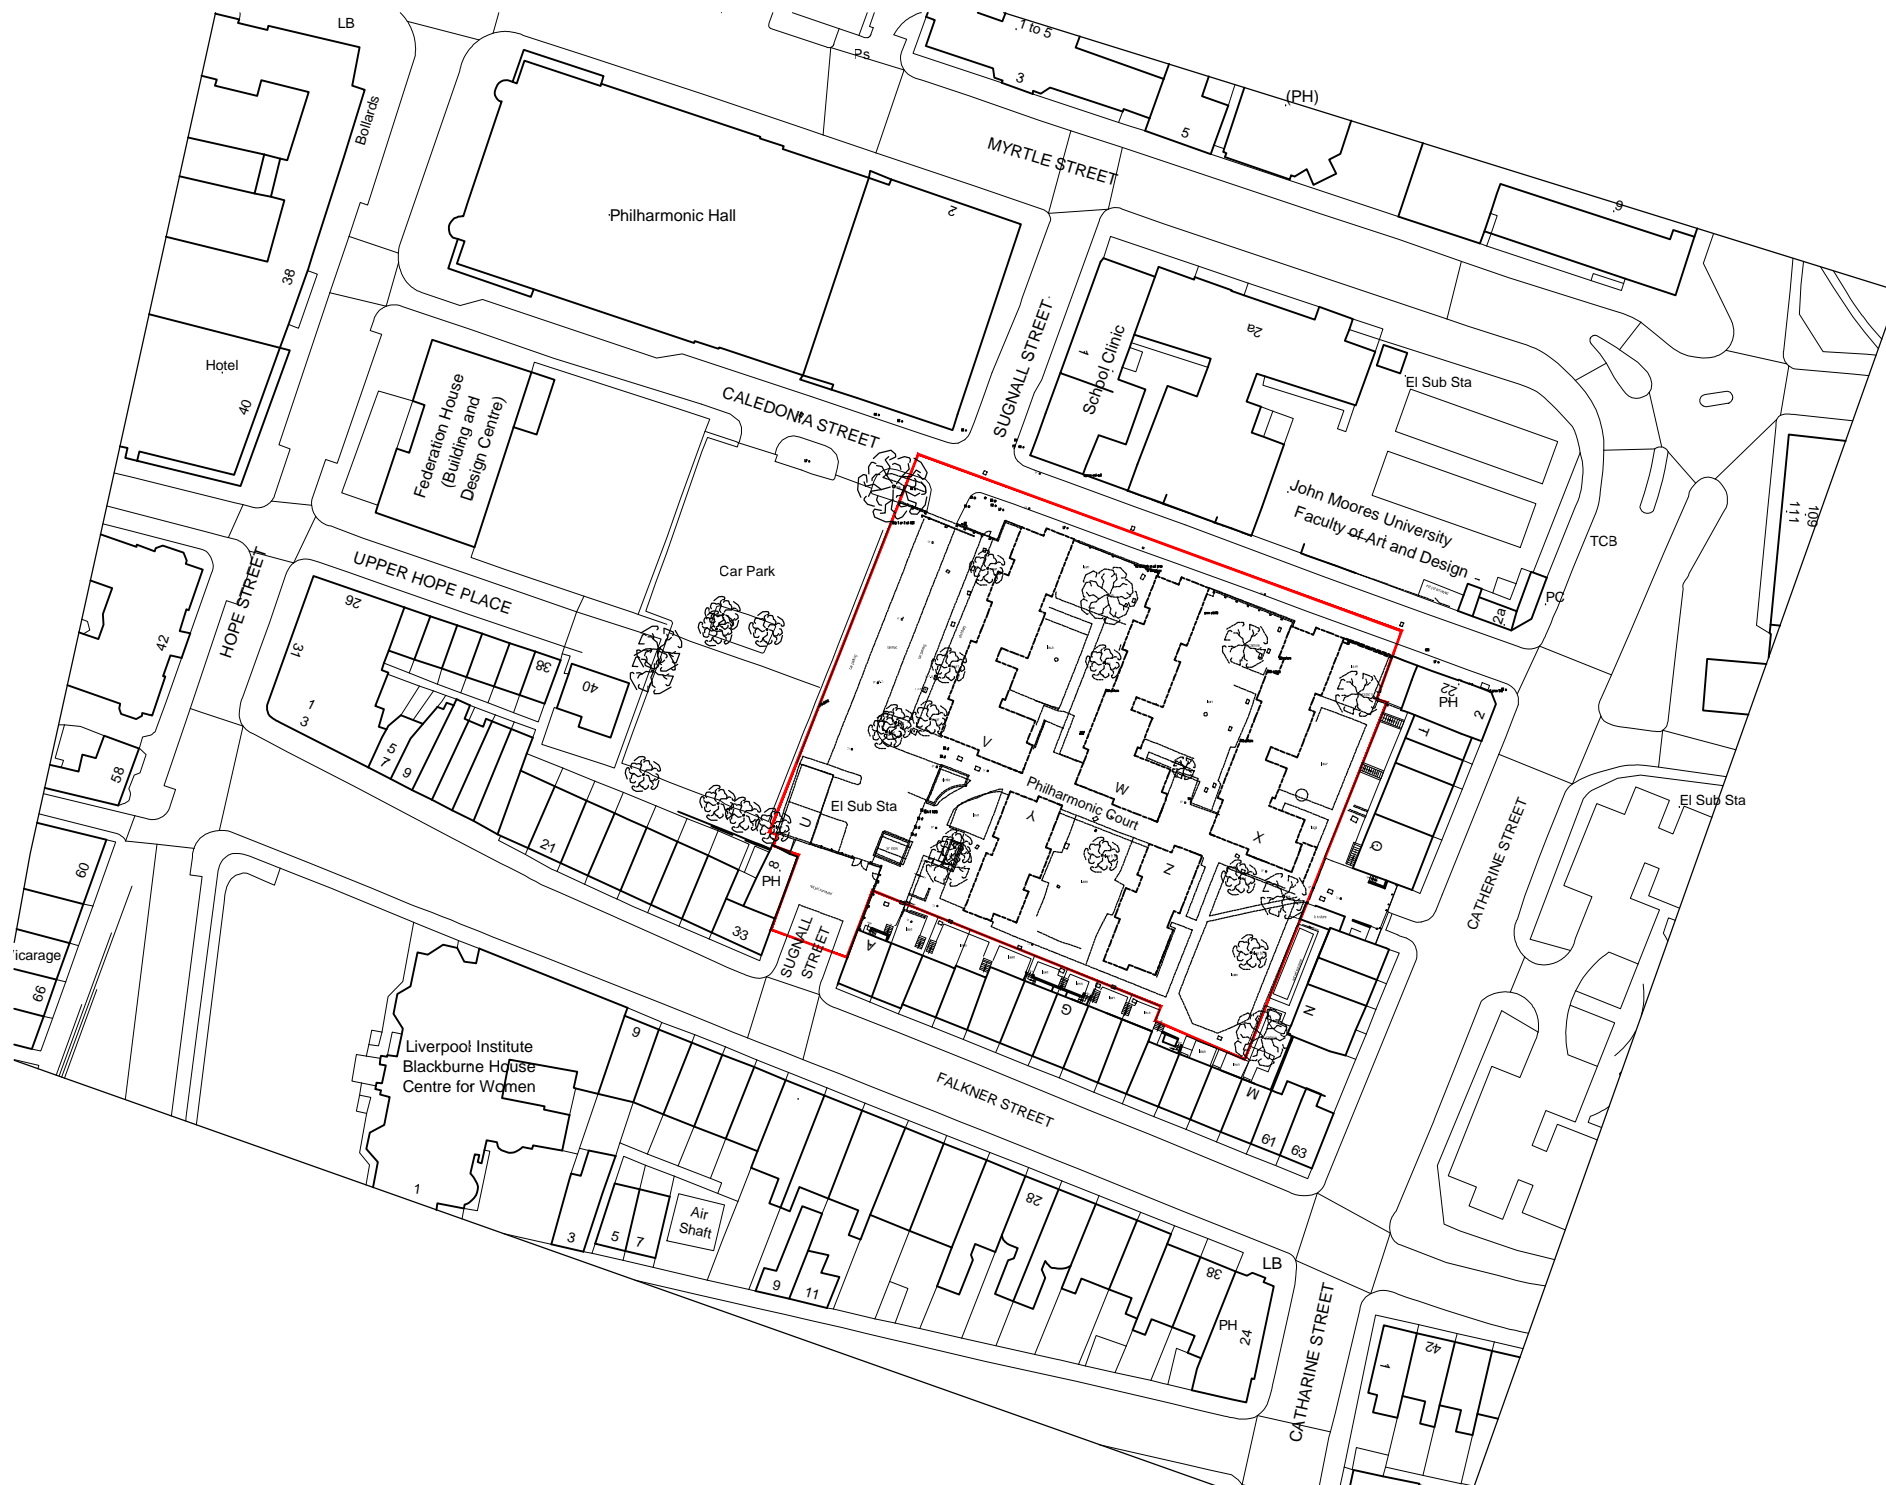 LB
1 to 5
Ps
3
(PH)
Bollards
5
MYRTLE STREET
9
Philharmonic Hall
2
38
SUGNALL STREET
School Clinic
1
2a
Hotel
El Sub Sta
40
Federation House
(Building and
Design Centre)
CALEDONIA STREET
John Moores University
Faculty of Art and Design
109
111
TCB
HOPE STREET
UPPER HOPE PLACE
Car Park
26
PC
2a
42
31
38
40
22
PH
2
T
1
3
5
7
9
V
58
El Sub Sta
U
Philharmonic Court
W
Y
X
Q
El Sub Sta
CATHERINE STREET
21
8
PH
Z
60
33
SUGNALL
STREET
A
icarage
66
G
N
Liverpool Institute
Blackburne House
Centre for Women
9
FALKNER STREET
M
61
63
1
Air
Shaft
3
5
7
28
9
11
38
LB
PH
24
CATHARINE STREET
1
42